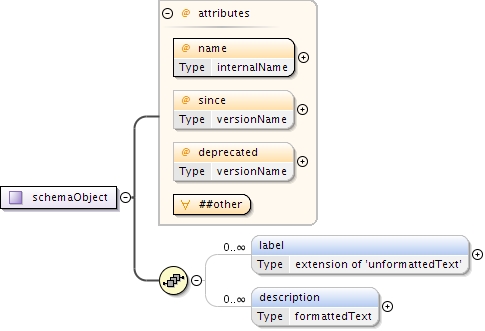 @ attributes
@ name
Type internalName
@ since
Type versionName
@ deprecated
Type versionName
∀ ##other
schemaObject
0..∞ label
Type extension of 'unformattedText'
0..∞ description
Type formattedText